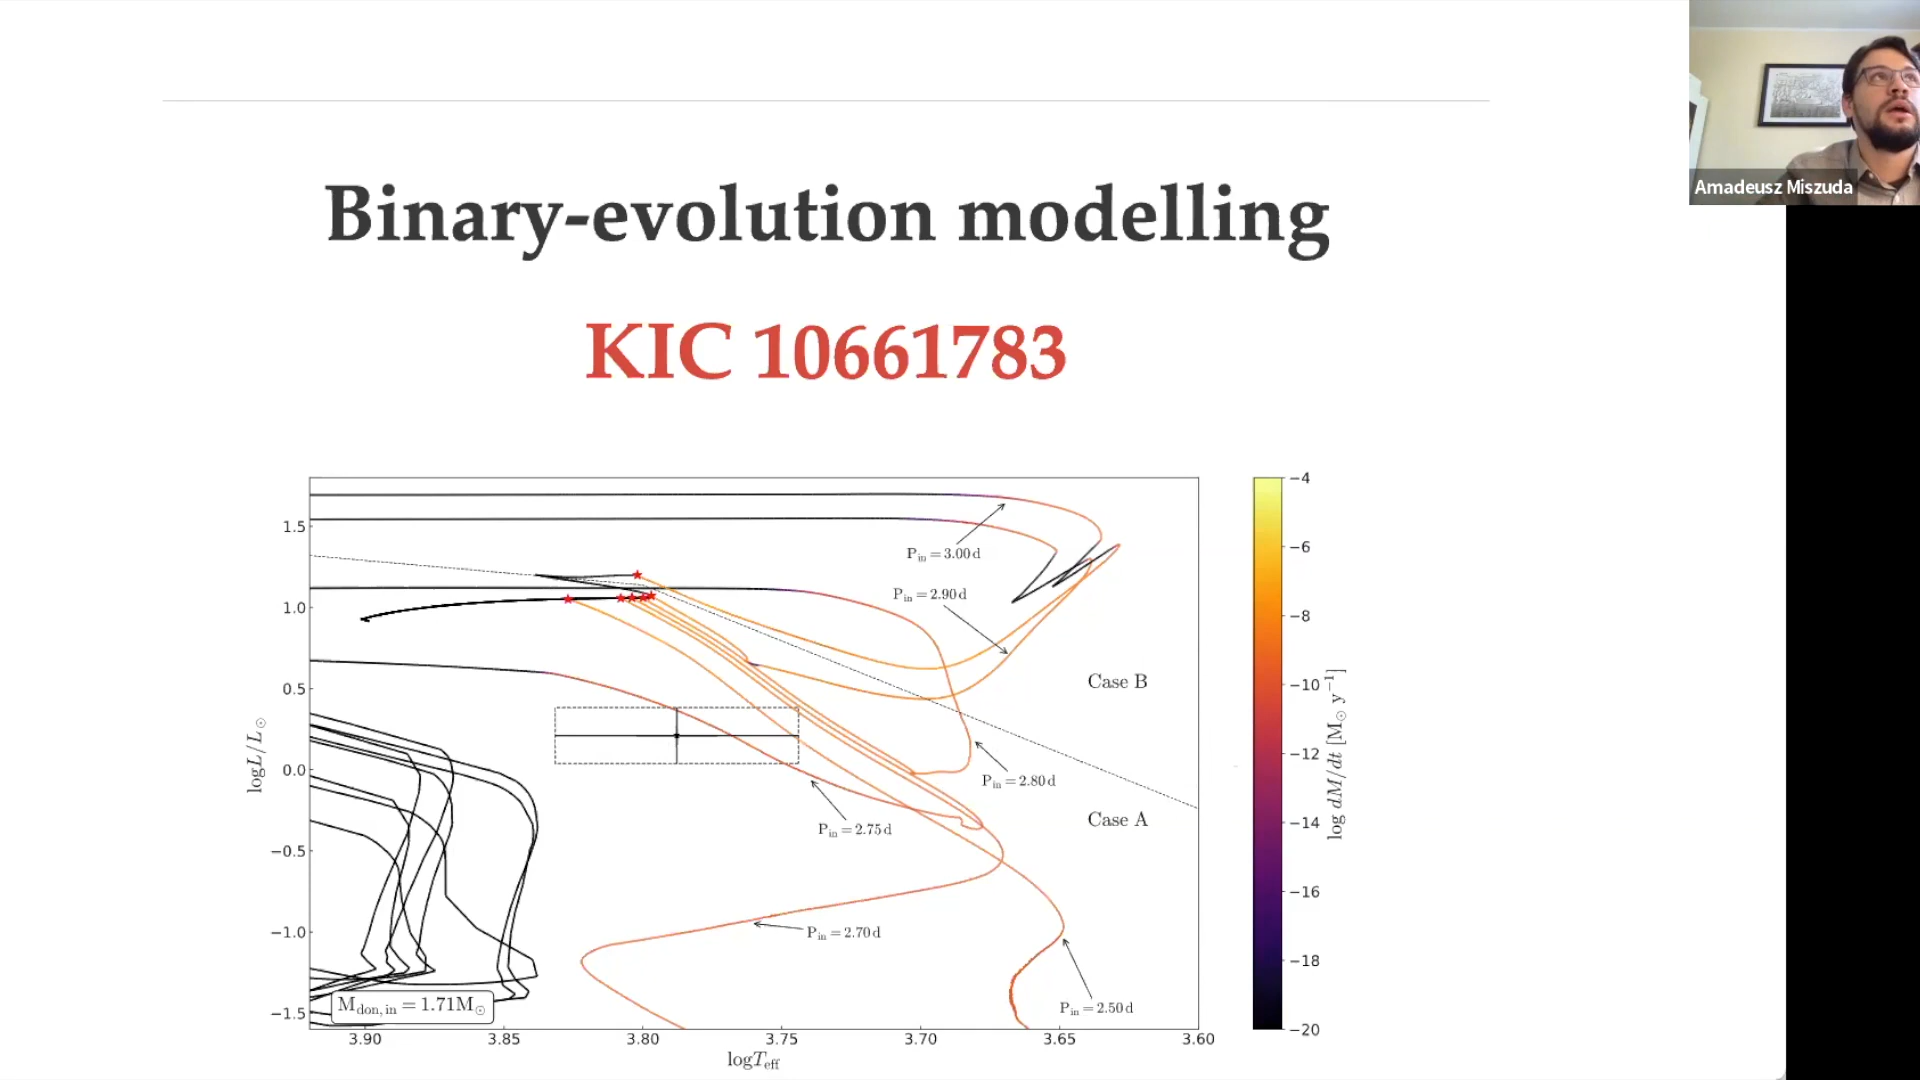 Amadeusz Miszuda
Binary-evolution modelling
KIC 10661783
1.5
1.0
0.5
0.0
−0.5
−1.0
−1.5
log L/L⊙
P_in = 3.00 d
P_in = 2.90 d
Case B
P_in = 2.80 d
Case A
P_in = 2.75 d
P_in = 2.70 d
P_in = 2.50 d
M_don, in = 1.71M⊙
3.90 3.85 3.80 3.75 3.70 3.65 3.60
log T_eff
−4
−6
−8
−10
−12
−14
−16
−18
−20
log dM/dt [M⊙ y⁻¹]